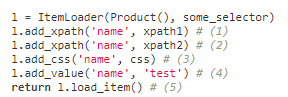 l = ItemLoader(Product(), some_selector)
l.add_xpath('name', xpath1) # (1)
l.add_xpath('name', xpath2) # (2)
l.add_css('name', css) # (3)
l.add_value('name', 'test') # (4)
return l.load_item() # (5)